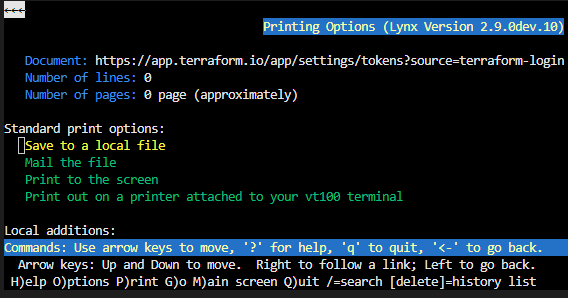 ←←←
Printing Options (Lynx Version 2.9.0dev.10)
Document: https://app.terraform.io/app/settings/tokens?source=terraform-login
Number of lines: 0
Number of pages: 0 page (approximately)
Standard print options:
Save to a local file
Mail the file
Print to the screen
Print out on a printer attached to your vt100 terminal
Local additions:
Commands: Use arrow keys to move, '?' for help, 'q' to quit, '<-' to go back.
Arrow keys: Up and Down to move.  Right to follow a link; Left to go back.
H)elp O)ptions P)rint G)o M)ain screen Q)uit /=search [delete]=history list